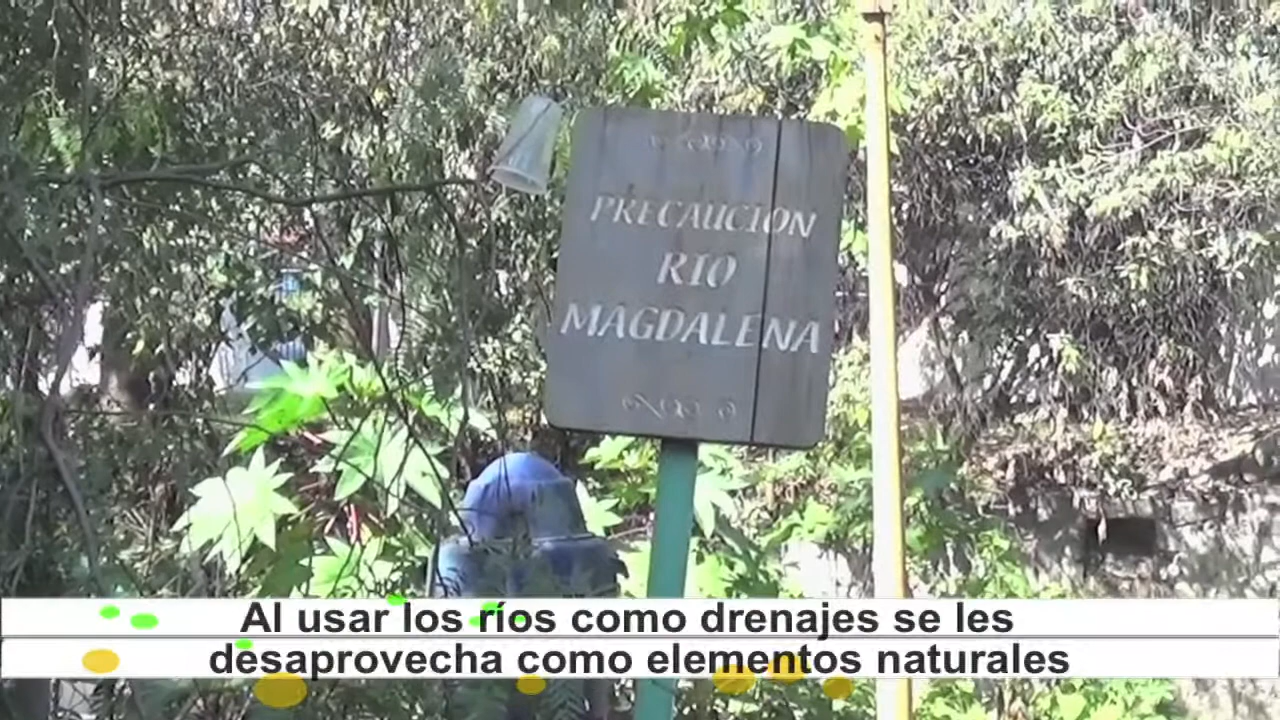 PRECAUCION
RIO
MAGDALENA
Al usar los ríos como drenajes se les
desaprovecha como elementos naturales